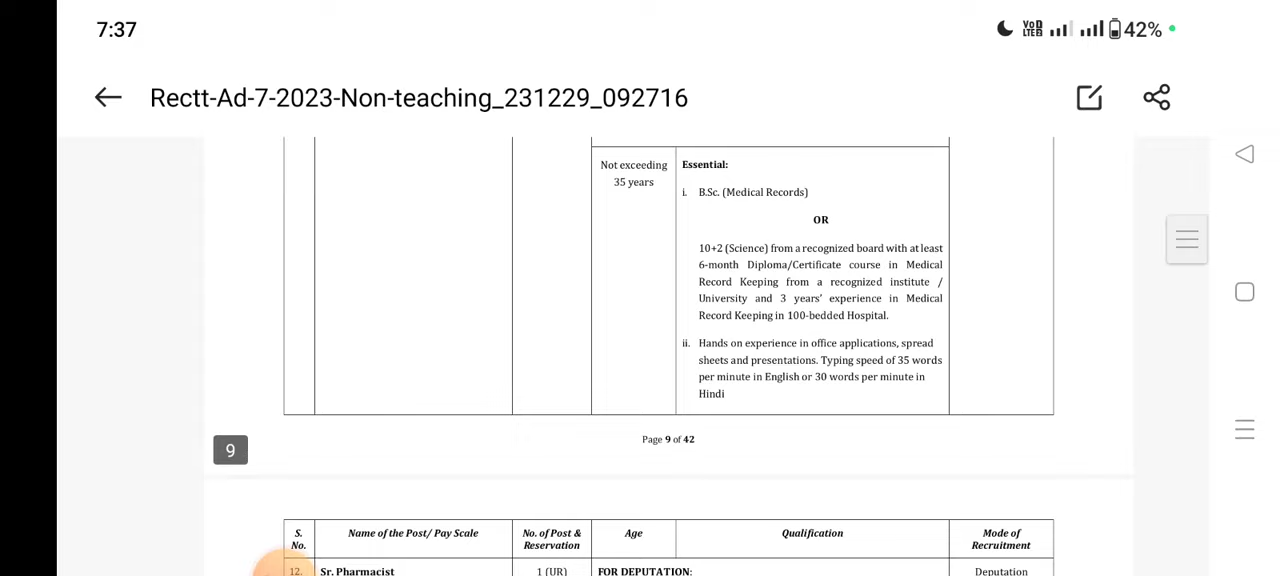 7:37
VoD LTE2 42%
Rectt-Ad-7-2023-Non-teaching_231229_092716
Not exceeding
35 years
Essential:
i. B.Sc. (Medical Records)
OR
10+2 (Science) from a recognized board with at least
6-month Diploma/Certificate course in Medical
Record Keeping from a recognized institute /
University and 3 years' experience in Medical
Record Keeping in 100-bedded Hospital.
ii. Hands on experience in office applications, spread
sheets and presentations. Typing speed of 35 words
per minute in English or 30 words per minute in
Hindi
Page 9 of 42
9
S. No. Name of the Post/ Pay Scale No. of Post & Reservation Age Qualification Mode of Recruitment
12. Sr. Pharmacist 1 (UR) FOR DEPUTATION: Deputation